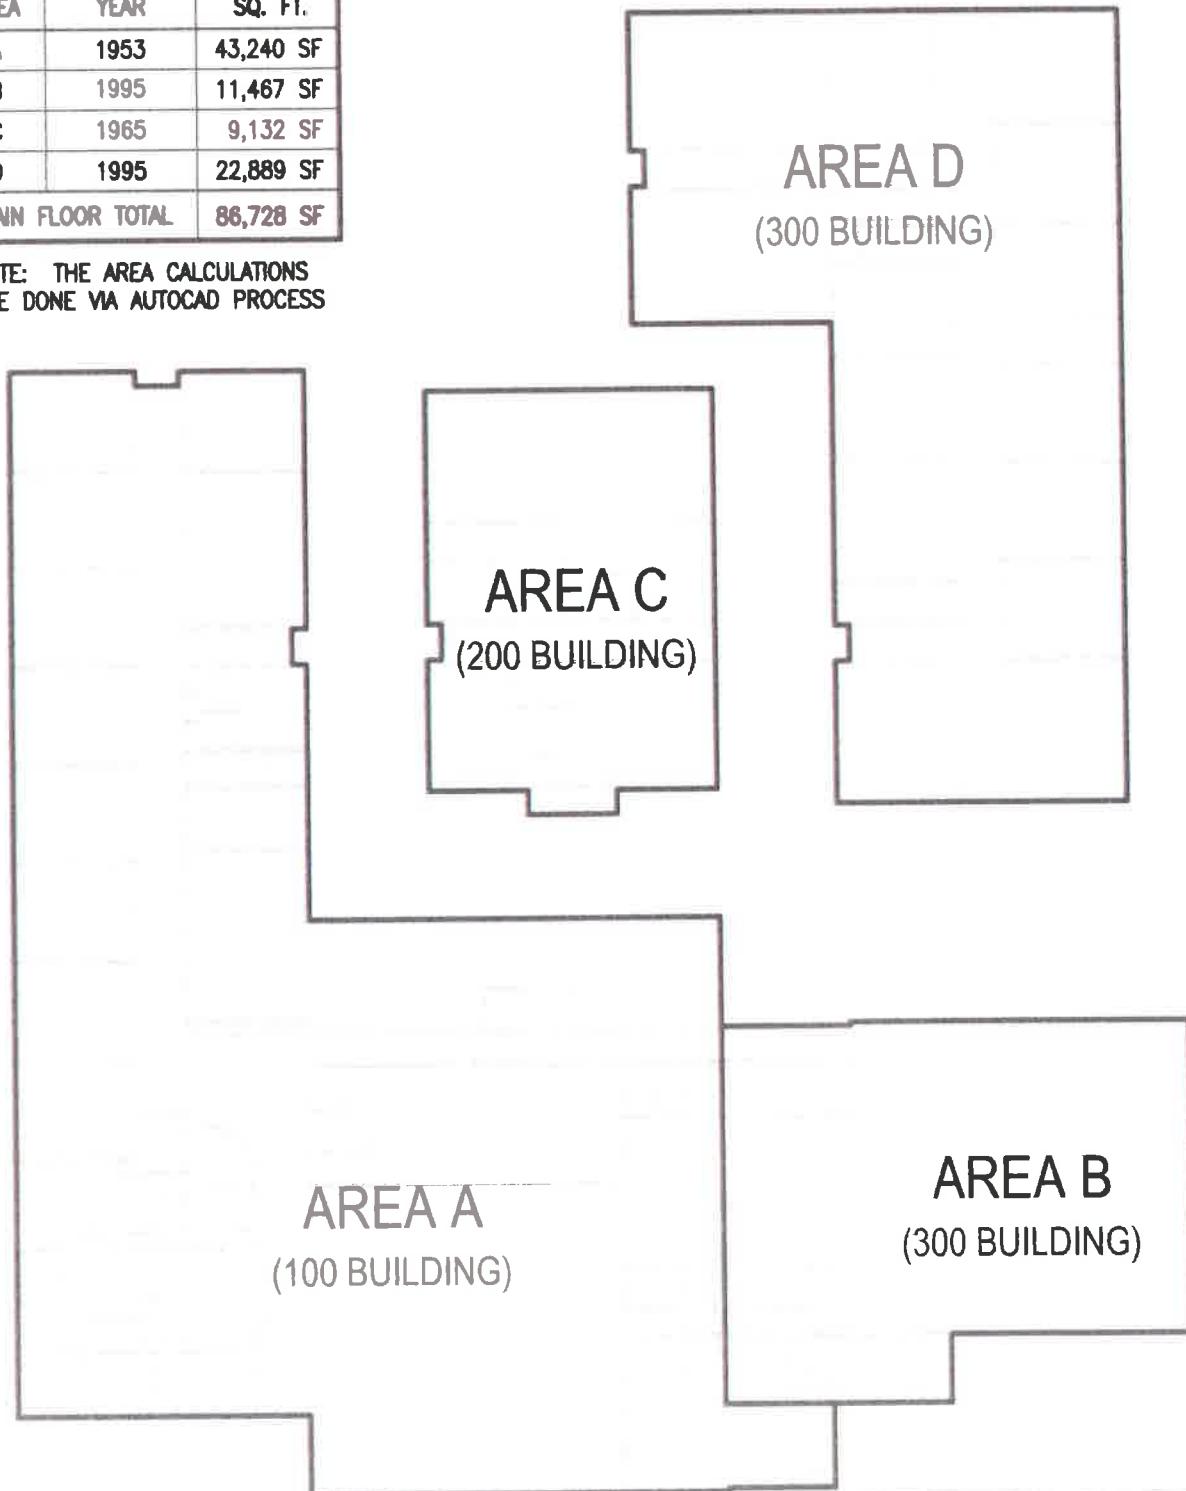 YEAR SQ. FT.
1953 43,240 SF
1995 11,467 SF
1965 9,132 SF
1995 22,889 SF
FLOOR TOTAL 86,728 SF
THE AREA CALCULATIONS
DONE VIA AUTOCAD PROCESS
AREA D
(300 BUILDING)
AREA C
(200 BUILDING)
AREA B
(300 BUILDING)
AREA A
(100 BUILDING)